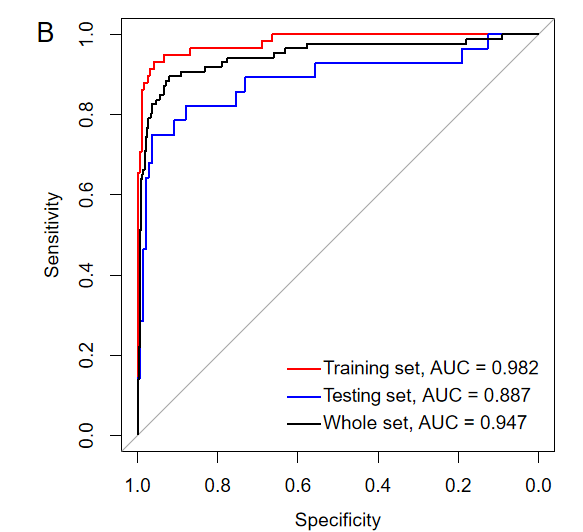 B
Sensitivity
1.0
0.8
0.6
0.4
0.2
0.0
Training set, AUC = 0.982
Testing set, AUC = 0.887
Whole set, AUC = 0.947
1.0 0.8 0.6 0.4 0.2 0.0
Specificity